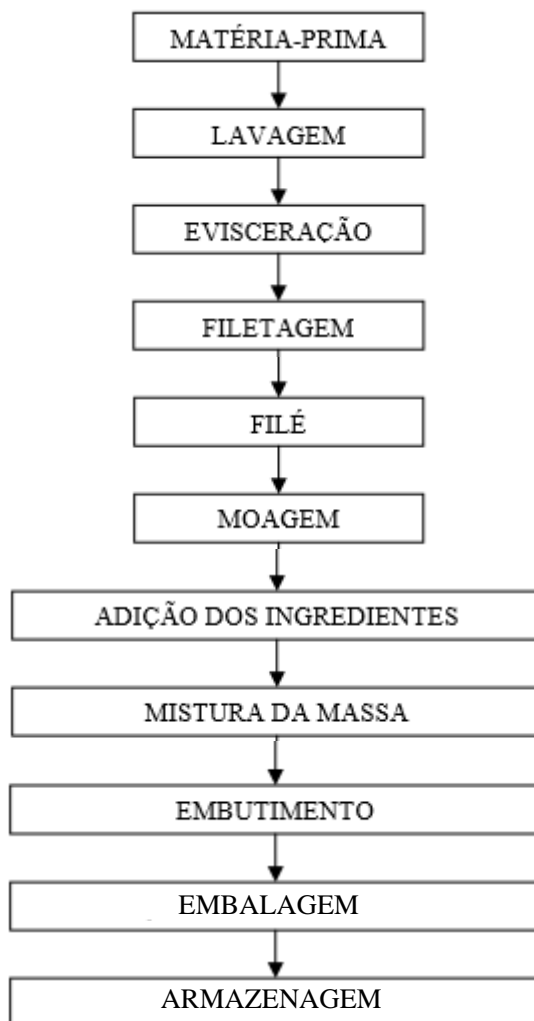 MATÉRIA-PRIMA
LAVAGEM
EVISCERAÇÃO
FILETAGEM
FILÉ
MOAGEM
ADIÇÃO DOS INGREDIENTES
MISTURA DA MASSA
EMBUTIMENTO
EMBALAGEM
ARMAZENAGEM